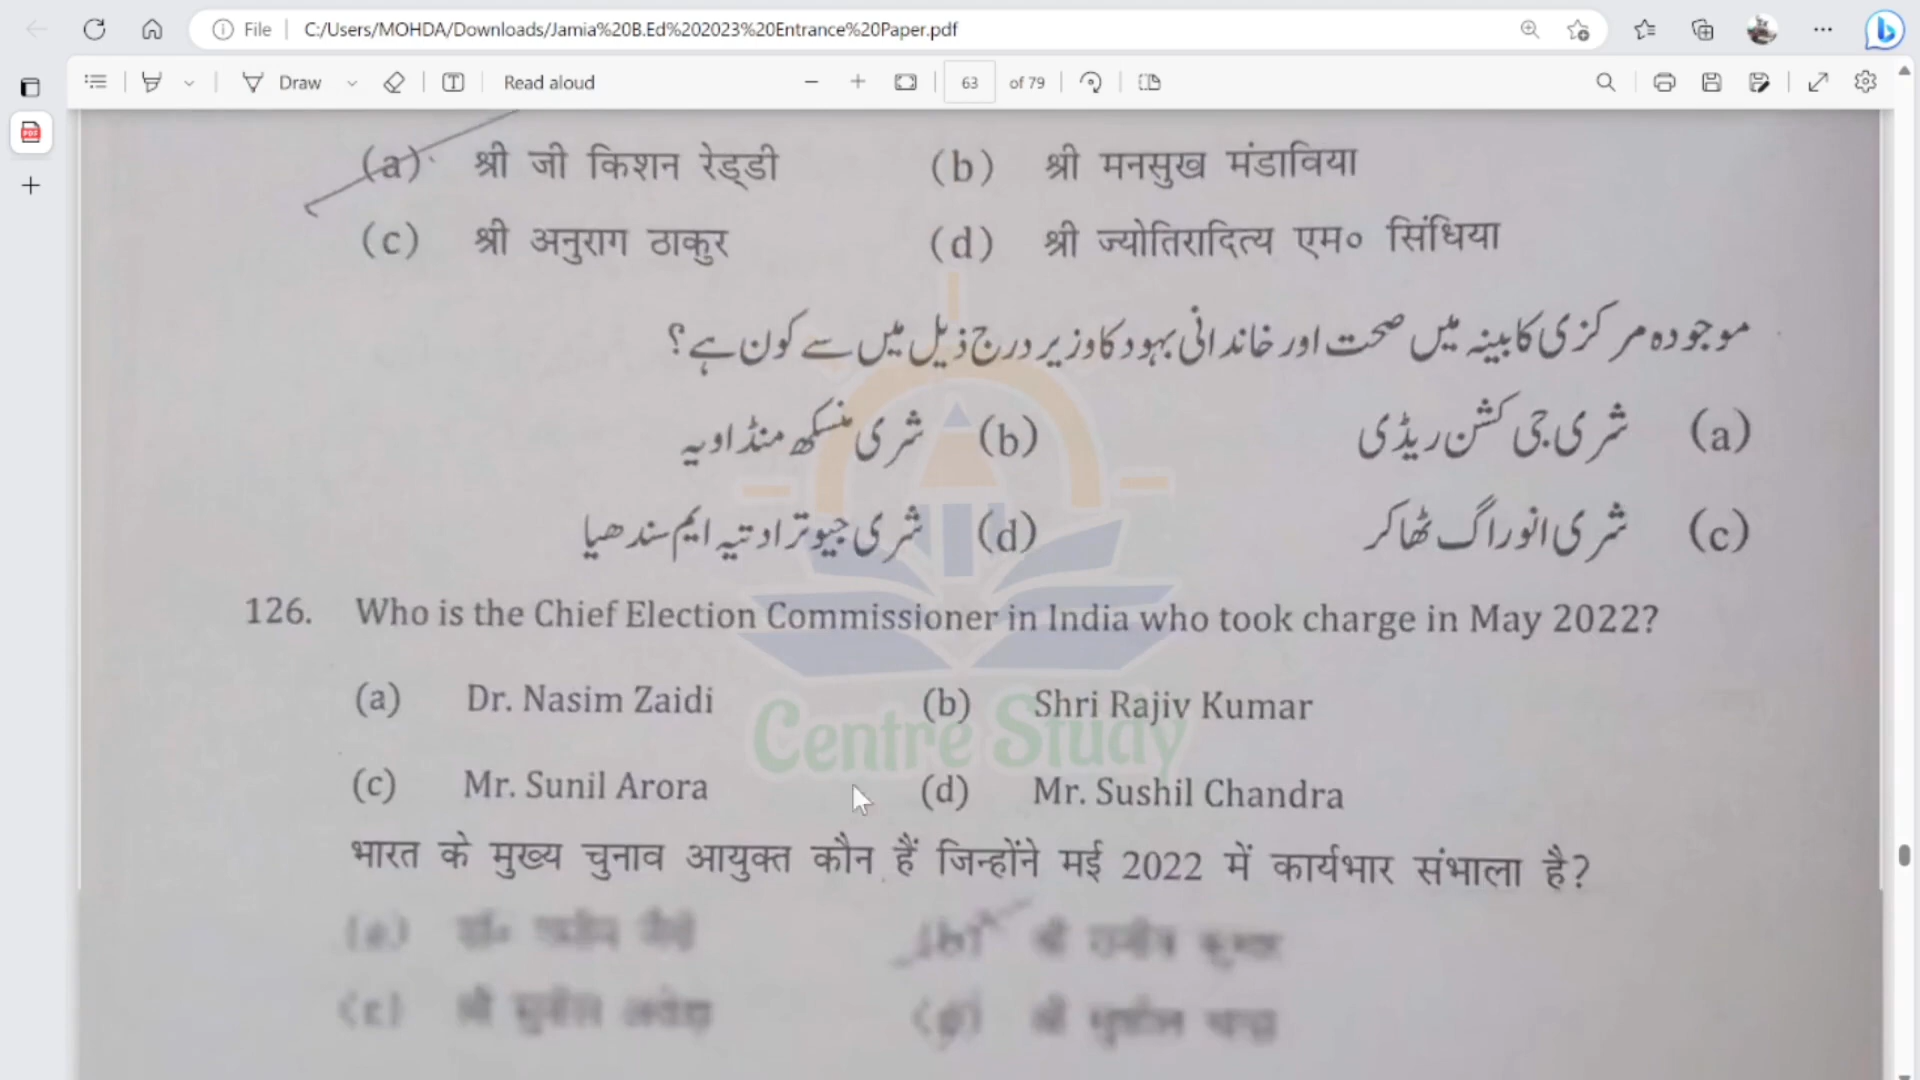 File C:/Users/MOHDA/Downloads/Jamia%20B.Ed%202023%20Entrance%20Paper.pdf
Draw Read aloud 63 of 79
(a) श्री जी किशन रेड्डी (b) श्री मनसुख मंडाविया
(c) श्री अनुराग ठाकुर (d) श्री ज्योतिरादित्य एम० सिंधिया
موجودہ مرکزی کابینہ میں صحت اور خاندانی بہبود کا وزیر درج ذیل میں سے کون ہے؟
(a) شری جی کشن ریڈی (b) شری منسکھ منڈاویہ
(c) شری انوراگ ٹھاکر (d) شری جیوترادتیہ ایم سندھیا
126. Who is the Chief Election Commissioner in India who took charge in May 2022?
(a) Dr. Nasim Zaidi (b) Shri Rajiv Kumar
Centre Study
(c) Mr. Sunil Arora (d) Mr. Sushil Chandra
भारत के मुख्य चुनाव आयुक्त कौन हैं जिन्होंने मई 2022 में कार्यभार संभाला है?